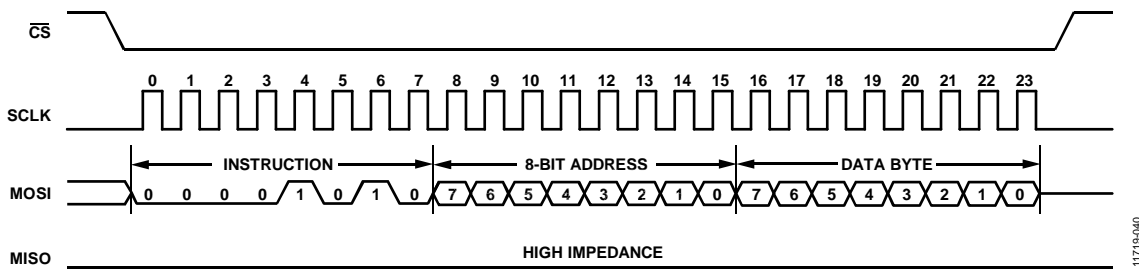 CS
0 1 2 3 4 5 6 7 8 9 10 11 12 13 14 15 16 17 18 19 20 21 22 23
SCLK
INSTRUCTION 8-BIT ADDRESS DATA BYTE
MOSI 0 0 0 0 1 0 1 0 7 6 5 4 3 2 1 0 7 6 5 4 3 2 1 0
HIGH IMPEDANCE
MISO
11719-040